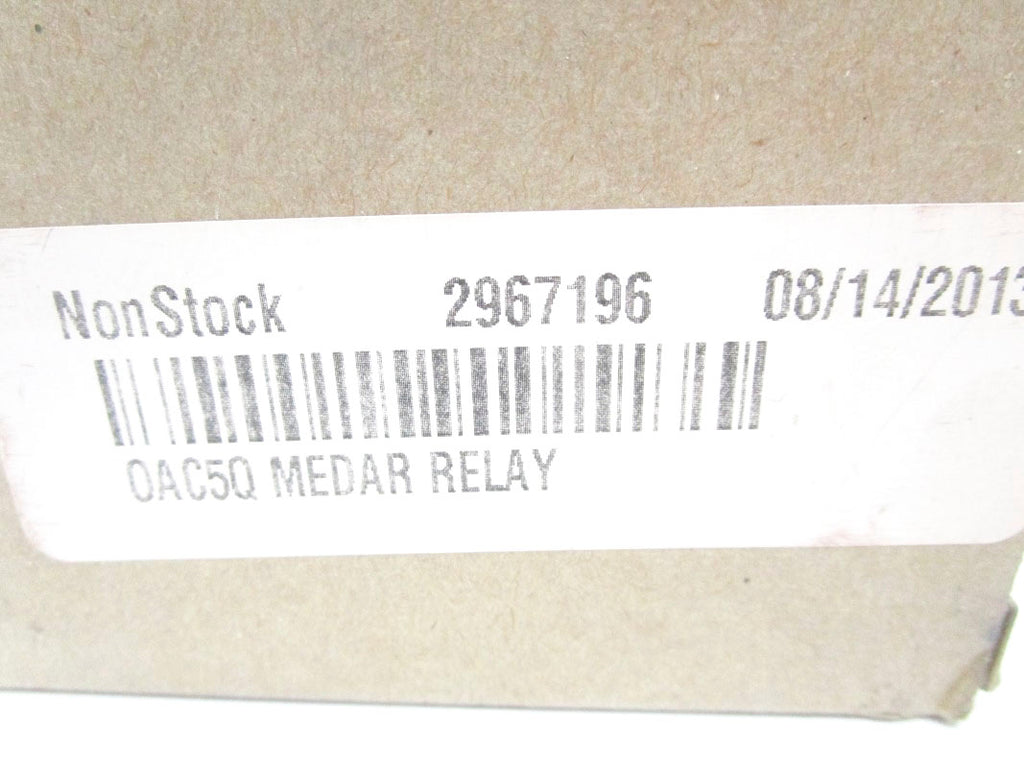 NonStock 2967196 08/14/2013
OAC5Q MEDAR RELAY